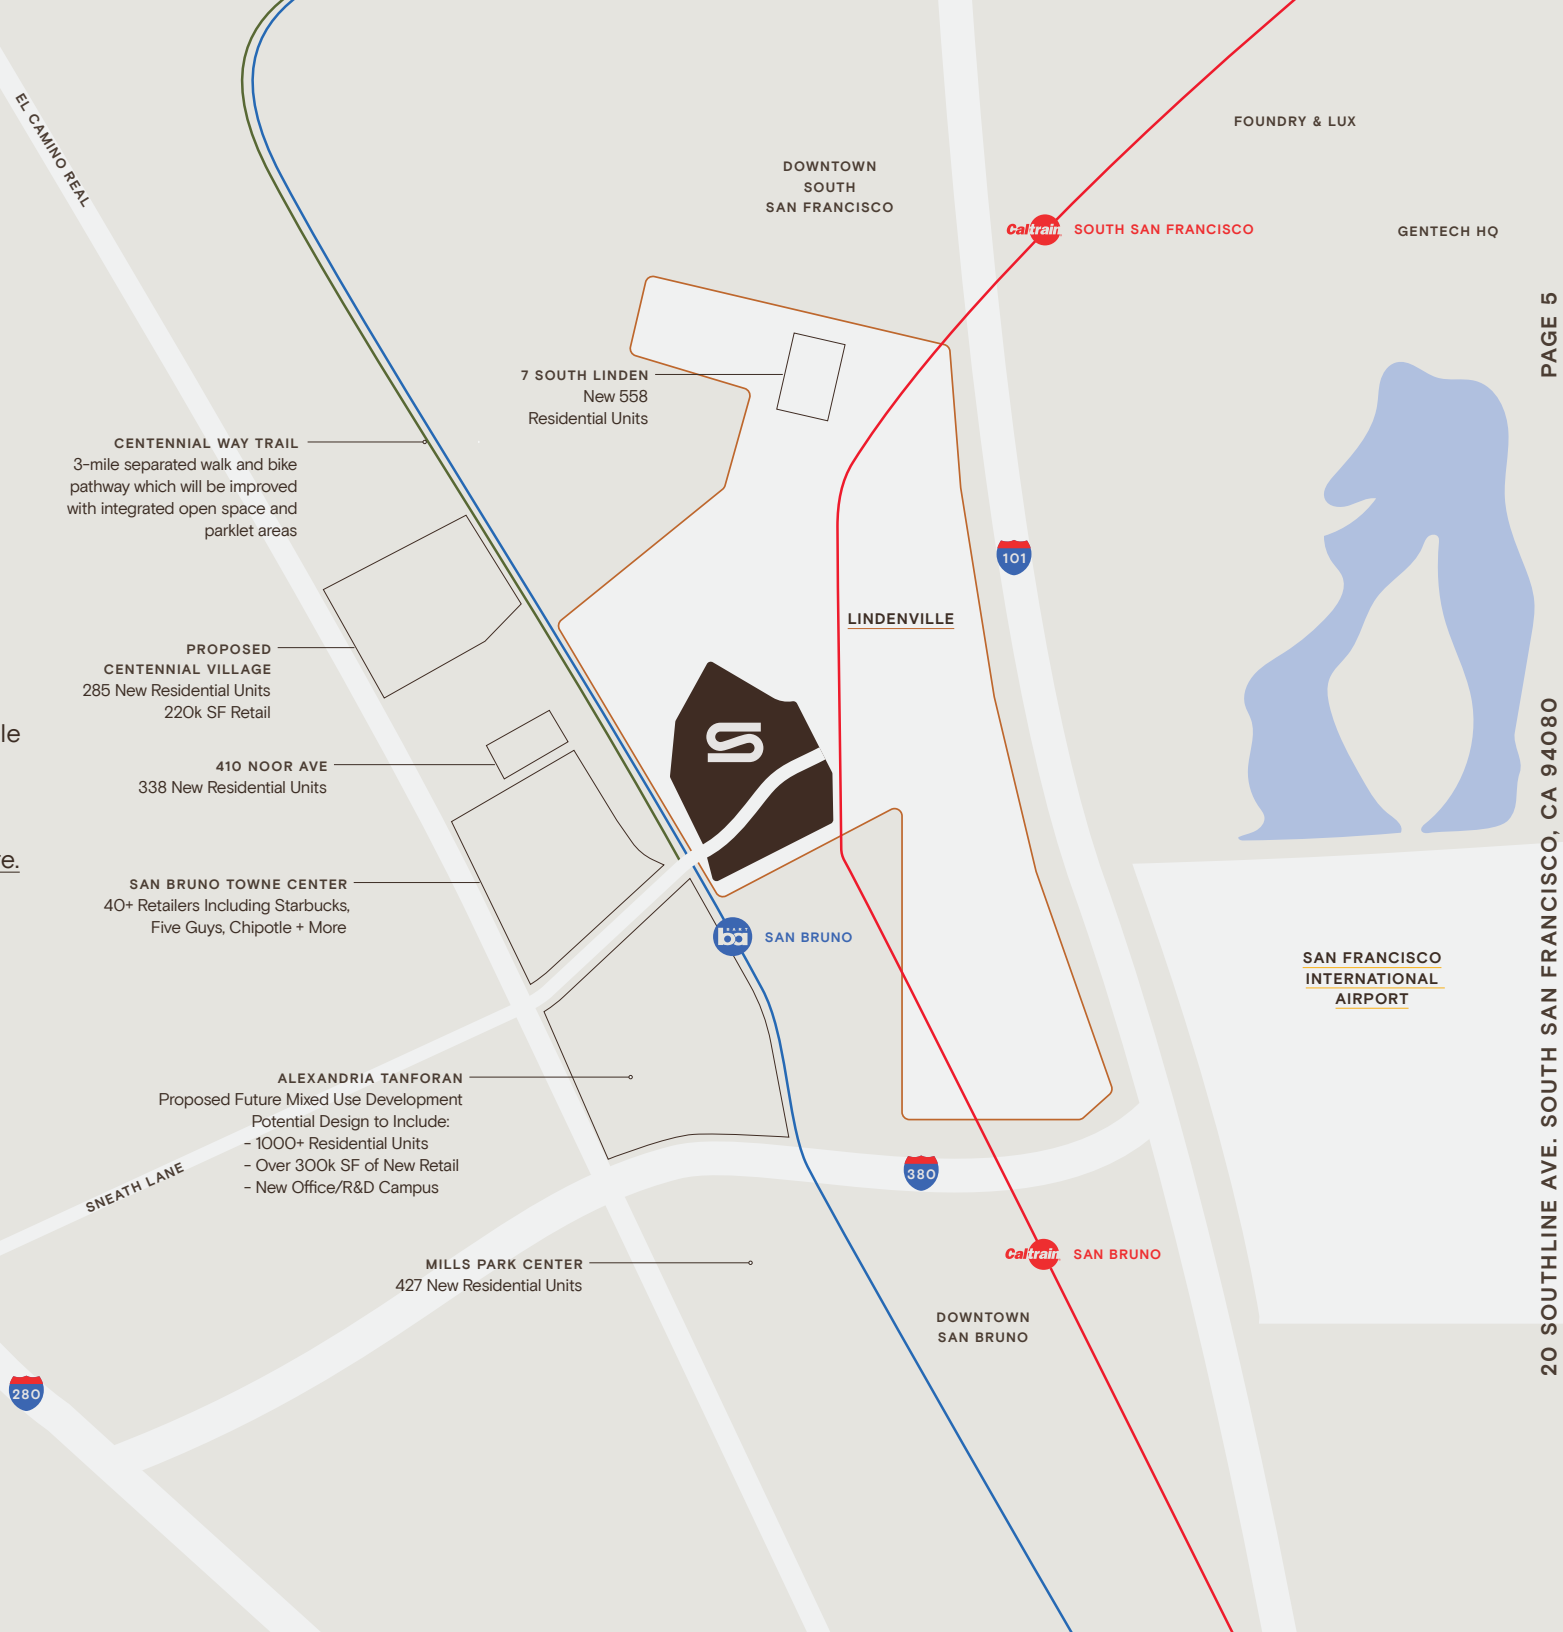 EL CAMINO REAL
FOUNDRY & LUX
DOWNTOWN
SOUTH
SAN FRANCISCO
Caltrain
SOUTH SAN FRANCISCO
GENTECH HQ
PAGE 5
7 SOUTH LINDEN
New 558
Residential Units
CENTENNIAL WAY TRAIL
3-mile separated walk and bike
pathway which will be improved
with integrated open space and
parklet areas
101
LINDENVILLE
PROPOSED
CENTENNIAL VILLAGE
285 New Residential Units
220k SF Retail
le
410 NOOR AVE
338 New Residential Units
S
e.
SAN BRUNO TOWNE CENTER
40+ Retailers Including Starbucks,
Five Guys, Chipotle + More
ba
SAN BRUNO
SAN FRANCISCO
INTERNATIONAL
AIRPORT
20 SOUTHLINE AVE. SOUTH SAN FRANCISCO, CA 94080
ALEXANDRIA TANFORAN
Proposed Future Mixed Use Development
Potential Design to Include:
- 1000+ Residential Units
- Over 300k SF of New Retail
- New Office/R&D Campus
380
SNEATH LANE
MILLS PARK CENTER
427 New Residential Units
Caltrain
SAN BRUNO
DOWNTOWN
SAN BRUNO
280